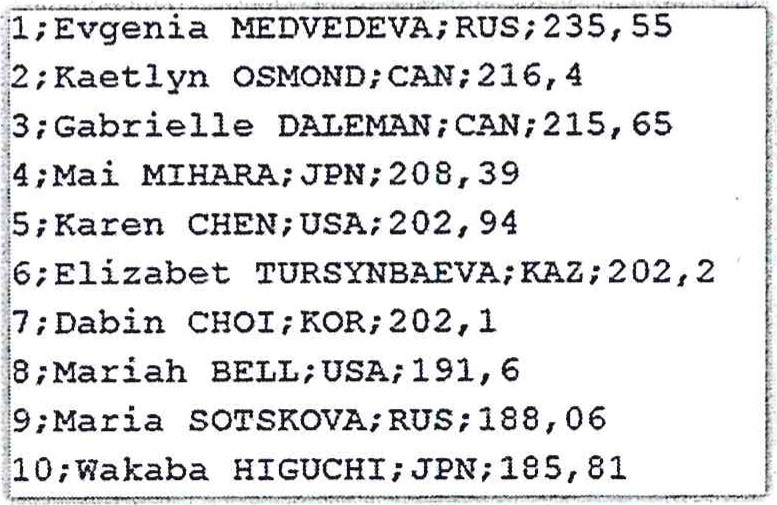 1;Evgenia MEDVEDEVA;RUS;235,55
2;Kaetlyn OSMOND;CAN;216,4
3;Gabrielle DALEMAN;CAN;215,65
4;Mai MIHARA;JPN;208,39
5;Karen CHEN;USA;202,94
6;Elizabet TURSYNBAEVA;KAZ;202,2
7;Dabin CHOI;KOR;202,1
8;Mariah BELL;USA;191,6
9;Maria SOTSKOVA;RUS;188,06
10;Wakaba HIGUCHI;JPN;185,81